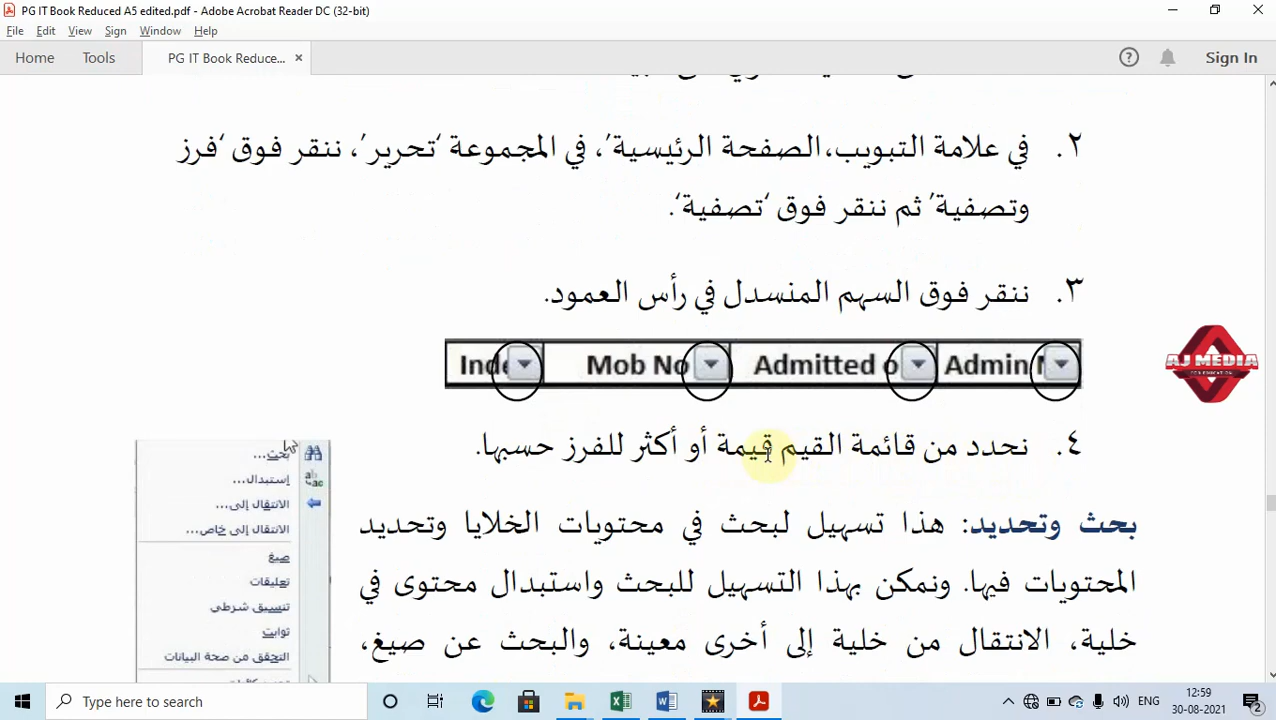 PG IT Book Reduced A5 edited.pdf - Adobe Acrobat Reader DC (32-bit)
File Edit View Sign Window Help
Home Tools PG IT Book Reduce... × Sign In
٢. في علامة التبويب،الصفحة الرئيسية’، في المجموعة ‘تحرير’، ننقر فوق ‘فرز
وتصفية’ ثم ننقر فوق ‘تصفية‘.
٣. ننقر فوق السهم المنسدل في رأس العمود.
Mob No Admitted o Admin
AJ MEDIA
FOR EDUCATION
٤. نحدد من قائمة القيم قيمة أو أكثر للفرز حسبها.
بحث...
إستبدال...
الانتقال إلى...
الانتقال إلى خاص...
صيغ
تعليقات
تنسيق شرطي
ثوابت
التحقق من صحة البيانات
بحث وتحديد: هذا تسهيل لبحث في محتويات الخلايا وتحديد
المحتويات فيها. ونمكن بهذا التسهيل للبحث واستبدال محتوى في
خلية، الانتقال من خلية إلى أخرى معينة، والبحث عن صيغ،
Type here to search
ENG
12:59
30-08-2021
2